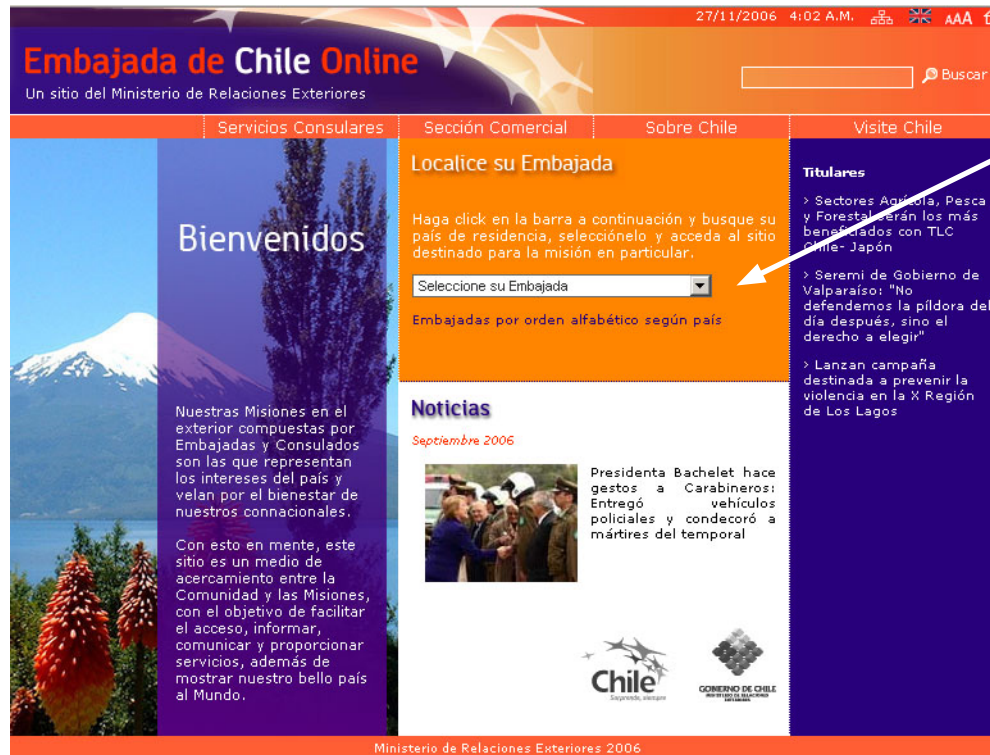 27/11/2006 4:02 A.M.
AAA
Embajada de Chile Online
Un sitio del Ministerio de Relaciones Exteriores
Buscar
Servicios Consulares
Sección Comercial
Sobre Chile
Visite Chile
Bienvenidos
Nuestras Misiones en el
exterior compuestas por
Embajadas y Consulados
son las que representan
los intereses del país y
velan por el bienestar de
nuestros connacionales.
Con esto en mente, este
sitio es un medio de
acercamiento entre la
Comunidad y las Misiones,
con el objetivo de facilitar
el acceso, informar,
comunicar y proporcionar
servicios, además de
mostrar nuestro bello país
al Mundo.
Localice su Embajada
Haga click en la barra a continuación y busque su
país de residencia, selecciónelo y acceda al sitio
destinado para la misión en particular.
Seleccione su Embajada
Embajadas por orden alfabético según país
Noticias
Septiembre 2006
Presidenta Bachelet hace
gestos a Carabineros:
Entregó vehículos
policiales y condecoró a
mártires del temporal
Chile
Sorprende, siempre
GOBIERNO DE CHILE
MINISTERIO DE RELACIONES
EXTERIORES
Titulares
> Sectores Agrícola, Pesca
y Forestal serán los más
beneficiados con TLC
Chile- Japón
> Seremi de Gobierno de
Valparaíso: "No
defendemos la píldora del
día después, sino el
derecho a elegir"
> Lanzan campaña
destinada a prevenir la
violencia en la X Región
de Los Lagos
Ministerio de Relaciones Exteriores 2006